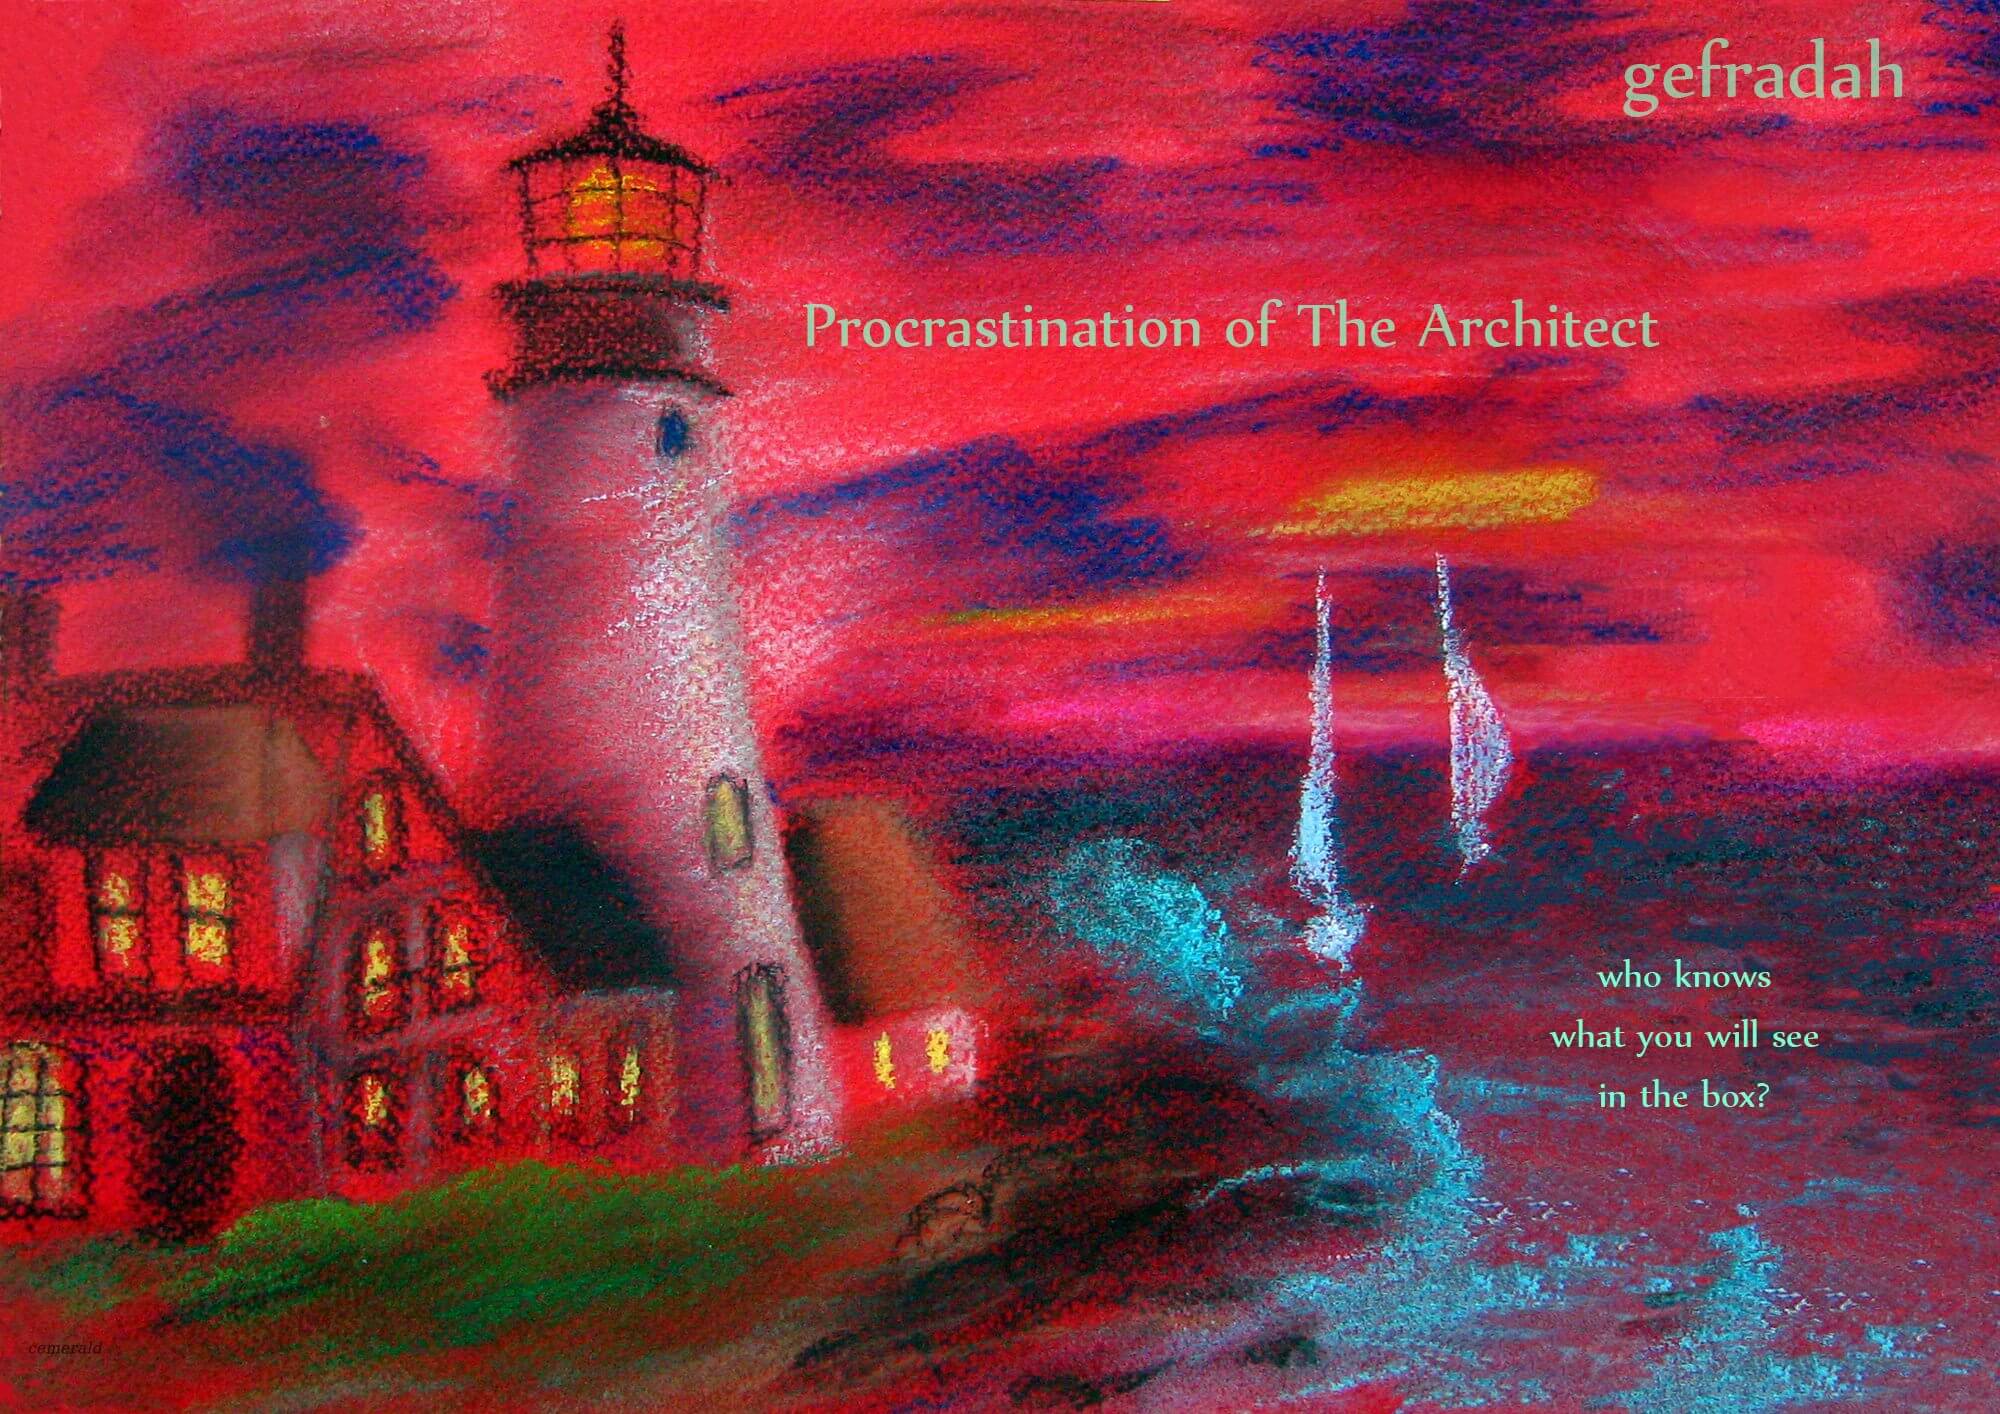 gefradah
Procrastination of The Architect
who knows
what you will see
in the box?
cemerald